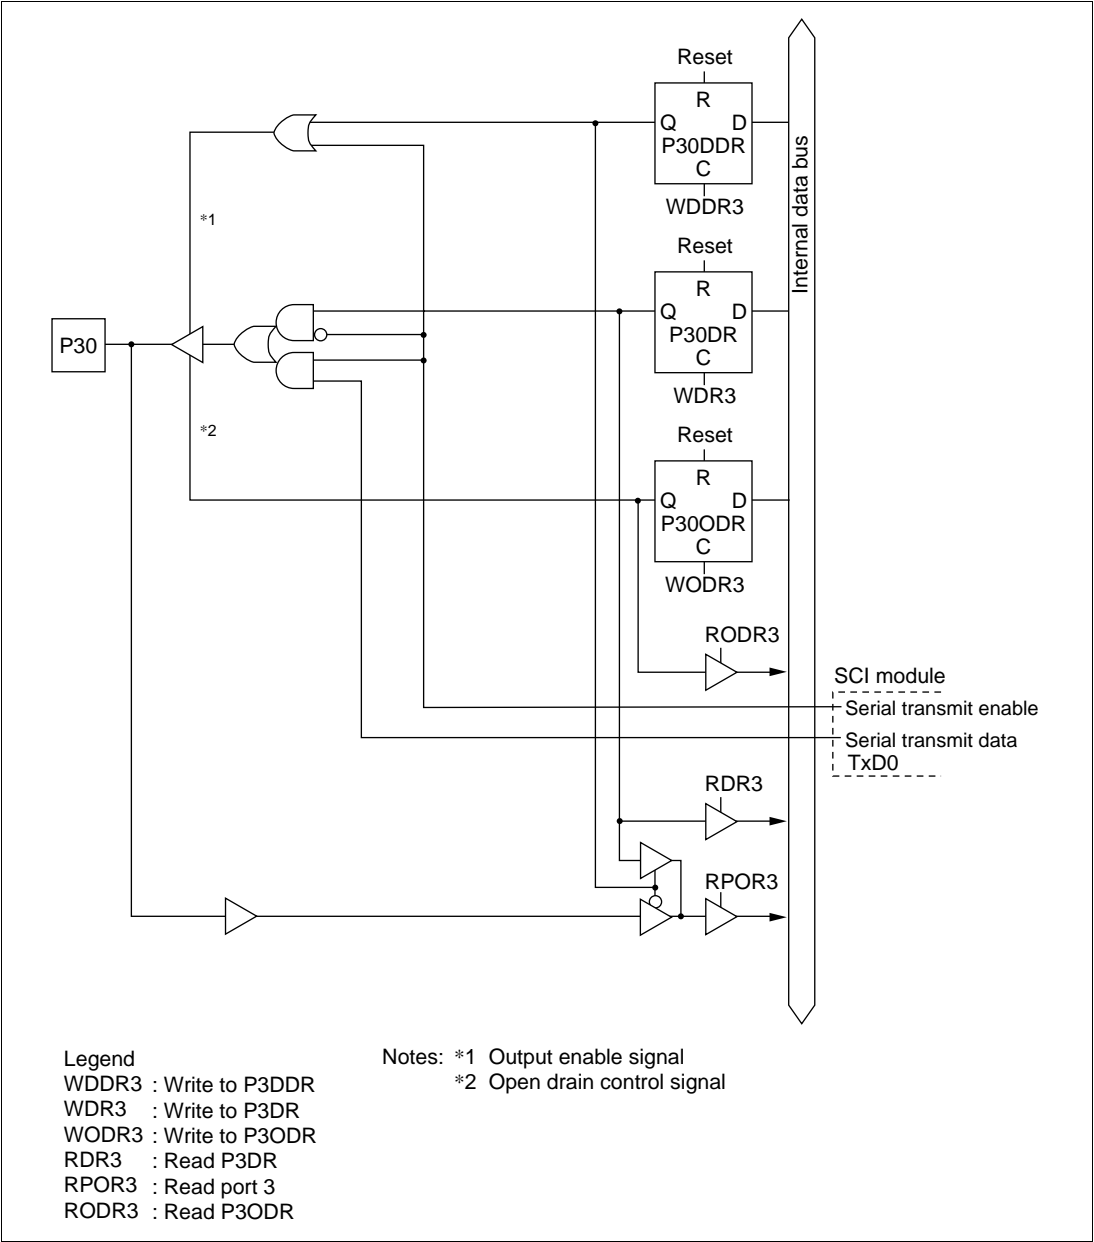 Reset
R
Q D
P30DDR
C
WDDR3
Internal data bus
*1
Reset
R
Q D
P30DR
C
WDR3
P30
*2
Reset
R
Q D
P30ODR
C
WODR3
RODR3
SCI module
Serial transmit enable
Serial transmit data
TxD0
RDR3
RPOR3
Legend
WDDR3 : Write to P3DDR
WDR3 : Write to P3DR
WODR3 : Write to P3ODR
RDR3 : Read P3DR
RPOR3 : Read port 3
RODR3 : Read P3ODR
Notes: *1 Output enable signal
*2 Open drain control signal